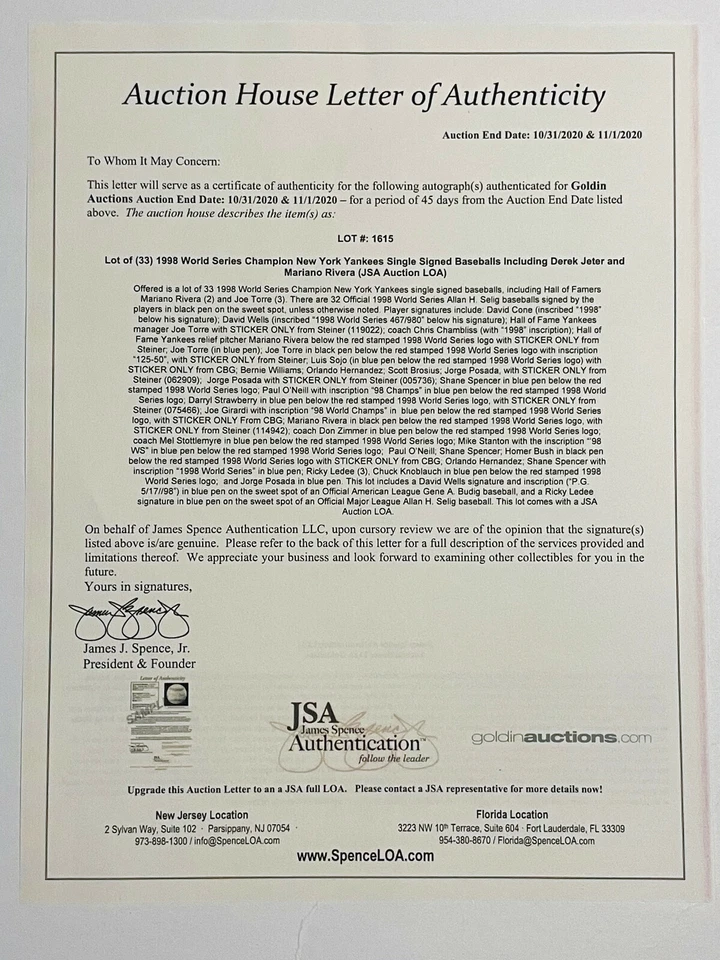 Auction House Letter of Authenticity
Auction End Date: 10/31/2020 & 11/1/2020
To Whom It May Concern:
This letter will serve as a certificate of authenticity for the following autograph(s) authenticated for Goldin
Auctions Auction End Date: 10/31/2020 & 11/1/2020 – for a period of 45 days from the Auction End Date listed
above. The auction house describes the item(s) as:
LOT #: 1615
Lot of (33) 1998 World Series Champion New York Yankees Single Signed Baseballs Including Derek Jeter and
Mariano Rivera (JSA Auction LOA)
Offered is a lot of 33 1998 World Series Champion New York Yankees single signed baseballs, including Hall of Famers
Mariano Rivera (2) and Joe Torre (3). There are 32 Official 1998 World Series Allan H. Selig baseballs signed by the
players in black pen on the sweet spot, unless otherwise noted. Player signatures include: David Cone (inscribed "1998"
below his signature); David Wells (inscribed "1998 World Series 467/980" below his signature); Hall of Fame Yankees
manager Joe Torre with STICKER ONLY from Steiner (119022); coach Chris Chambliss (with "1998" inscription); Hall of
Fame Yankees relief pitcher Mariano Rivera below the red stamped 1998 World Series logo with STICKER ONLY from
Steiner; Joe Torre (in blue pen); Joe Torre in black pen below the red stamped 1998 World Series logo with inscription
"125-50", with STICKER ONLY from Steiner; Luis Sojo (in blue pen below the red stamped 1998 World Series logo) with
STICKER ONLY from CBG; Bernie Williams; Orlando Hernandez; Scott Brosius; Jorge Posada, with STICKER ONLY from
Steiner (062909); Jorge Posada with STICKER ONLY from Steiner (005736); Shane Spencer in blue pen below the red
stamped 1998 World Series logo; Paul O'Neill with inscription "98 Champs" in blue pen below the red stamped 1998 World
Series logo; Darryl Strawberry in blue pen below the red stamped 1998 World Series logo, with STICKER ONLY from
Steiner (075466); Joe Girardi with inscription "98 World Champs" in blue pen below the red stamped 1998 World Series
logo, with STICKER ONLY From CBG; Mariano Rivera in black pen below the red stamped 1998 World Series logo, with
STICKER ONLY from Steiner (114942); coach Don Zimmer in blue pen below the red stamped 1998 World Series logo;
coach Mel Stottlemyre in blue pen below the red stamped 1998 World Series logo; Mike Stanton with the inscription "'98
WS" in blue pen below the red stamped 1998 World Series logo; Paul O'Neill; Shane Spencer; Homer Bush in black pen
below the red stamped 1998 World Series logo with STICKER ONLY from CBG; Orlando Hernandez; Shane Spencer with
inscription "1998 World Series" in blue pen; Ricky Ledee (3), Chuck Knoblauch in blue pen below the red stamped 1998
World Series logo; and Jorge Posada in blue pen. This lot includes a David Wells signature and inscription ("P.G.
5/17//98") in blue pen on the sweet spot of an Official American League Gene A. Budig baseball, and a Ricky Ledee
signature in blue pen on the sweet spot of an Official Major League Allan H. Selig baseball. This lot comes with a JSA
Auction LOA.
On behalf of James Spence Authentication LLC, upon cursory review we are of the opinion that the signature(s)
listed above is/are genuine. Please refer to the back of this letter for a full description of the services provided and
limitations thereof. We appreciate your business and look forward to examining other collectibles for you in the
future.
Yours in signatures,
James J. Spence, Jr.
President & Founder
Letter of Authenticity
SAMPLE
JSA
James Spence
Authentication™
follow the leader
goldinauctions.com
Upgrade this Auction Letter to an a JSA full LOA. Please contact a JSA representative for more details now!
New Jersey Location
2 Sylvan Way, Suite 102 · Parsippany, NJ 07054 ·
973-898-1300 / info@SpenceLOA.com
Florida Location
3223 NW 10th Terrace, Suite 604 · Fort Lauderdale, FL 33309
954-380-8670 / Florida@SpenceLOA.com
www.SpenceLOA.com